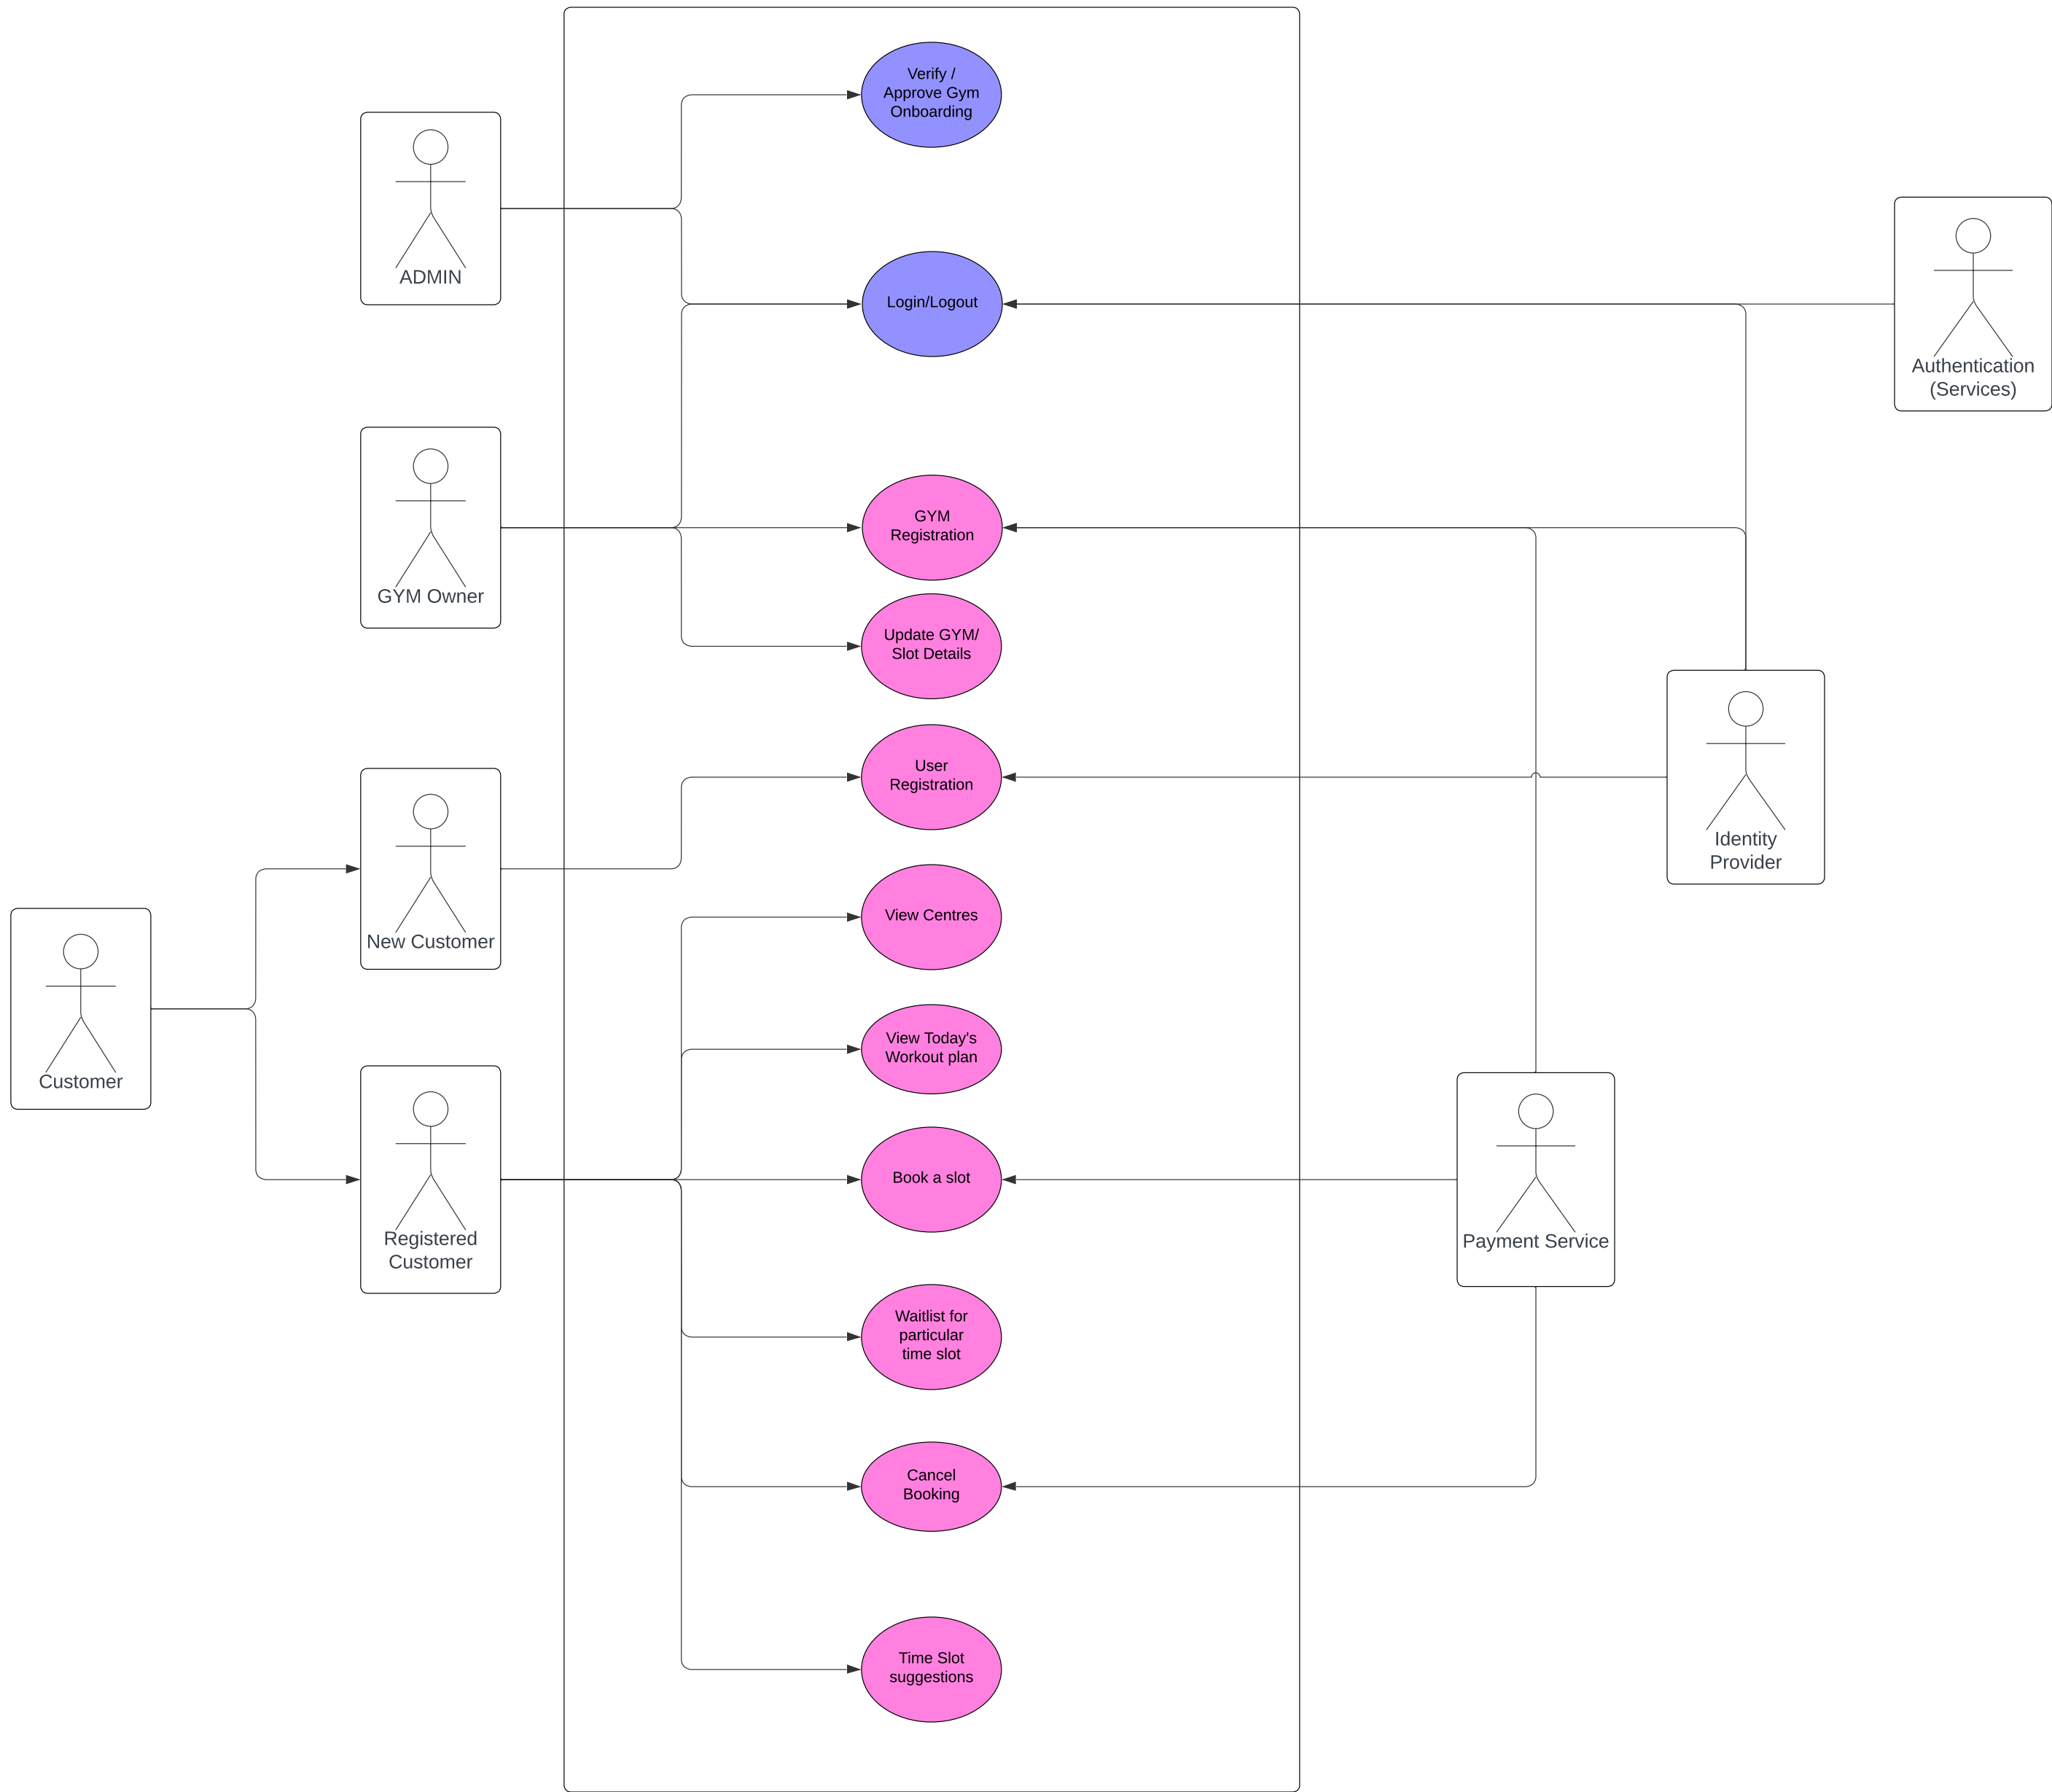 Verify /
Approve Gym
Onboarding
ADMIN
Login/Logout
Authentication
(Services)
GYM
Registration
GYM Owner
Update GYM/
Slot Details
User
Registration
Identity
Provider
New Customer
View Centres
Customer
View Today's
Workout plan
Book a slot
Registered
Customer
Payment Service
Waitlist for
particular
time slot
Cancel
Booking
Time Slot
suggestions